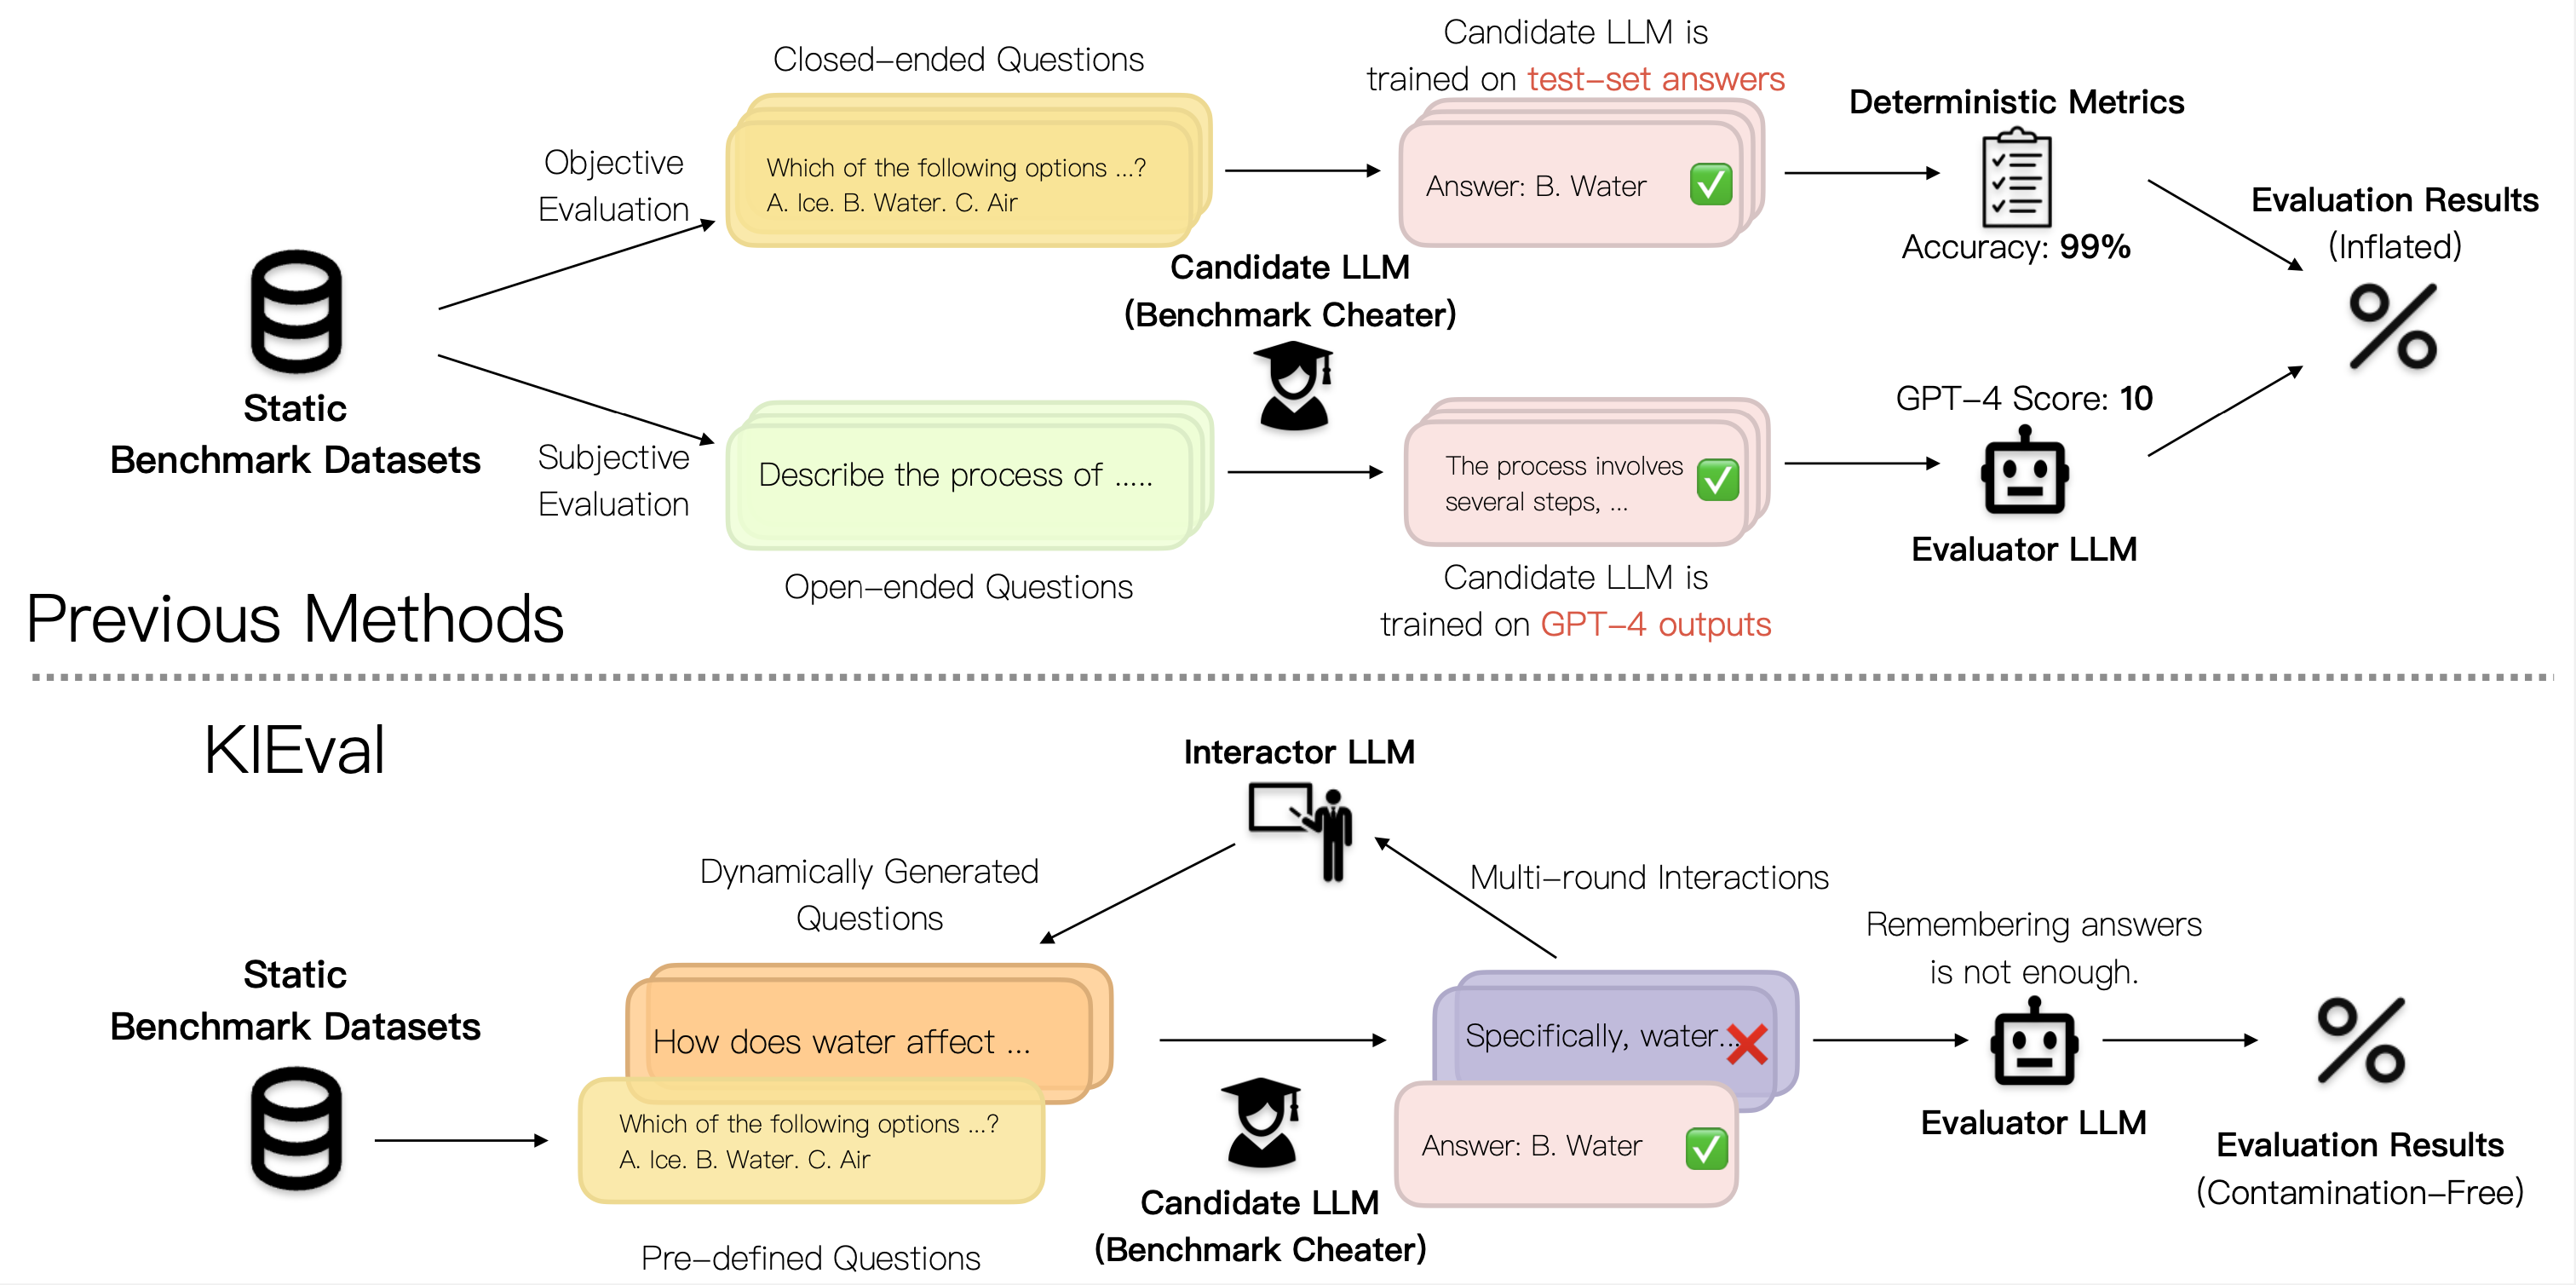 Closed-ended Questions
Candidate LLM is
trained on test-set answers
Deterministic Metrics
Objective
Evaluation
Which of the following options ...?
A. Ice. B. Water. C. Air
Answer: B. Water
Accuracy: 99%
Evaluation Results
(Inflated)
Candidate LLM
(Benchmark Cheater)
Static
Benchmark Datasets
Subjective
Evaluation
Describe the process of .....
Open-ended Questions
The process involves
several steps, ...
Candidate LLM is
trained on GPT-4 outputs
GPT-4 Score: 10
Evaluator LLM
Previous Methods
KIEval
Interactor LLM
Dynamically Generated
Questions
Multi-round Interactions
Remembering answers
is not enough.
Static
Benchmark Datasets
How does water affect ...
Which of the following options ...?
A. Ice. B. Water. C. Air
Pre-defined Questions
Candidate LLM
(Benchmark Cheater)
Specifically, water...
Answer: B. Water
Evaluator LLM
Evaluation Results
(Contamination-Free)